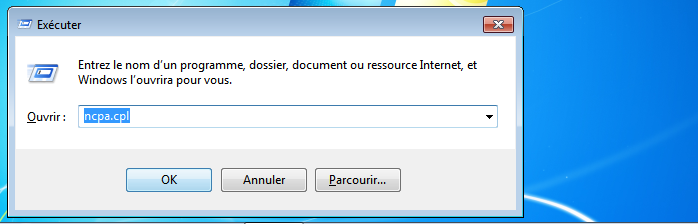 Exécuter
Entrez le nom d'un programme, dossier, document ou ressource Internet, et
Windows l'ouvrira pour vous.
Ouvrir : ncpa.cpl
OK Annuler Parcourir...